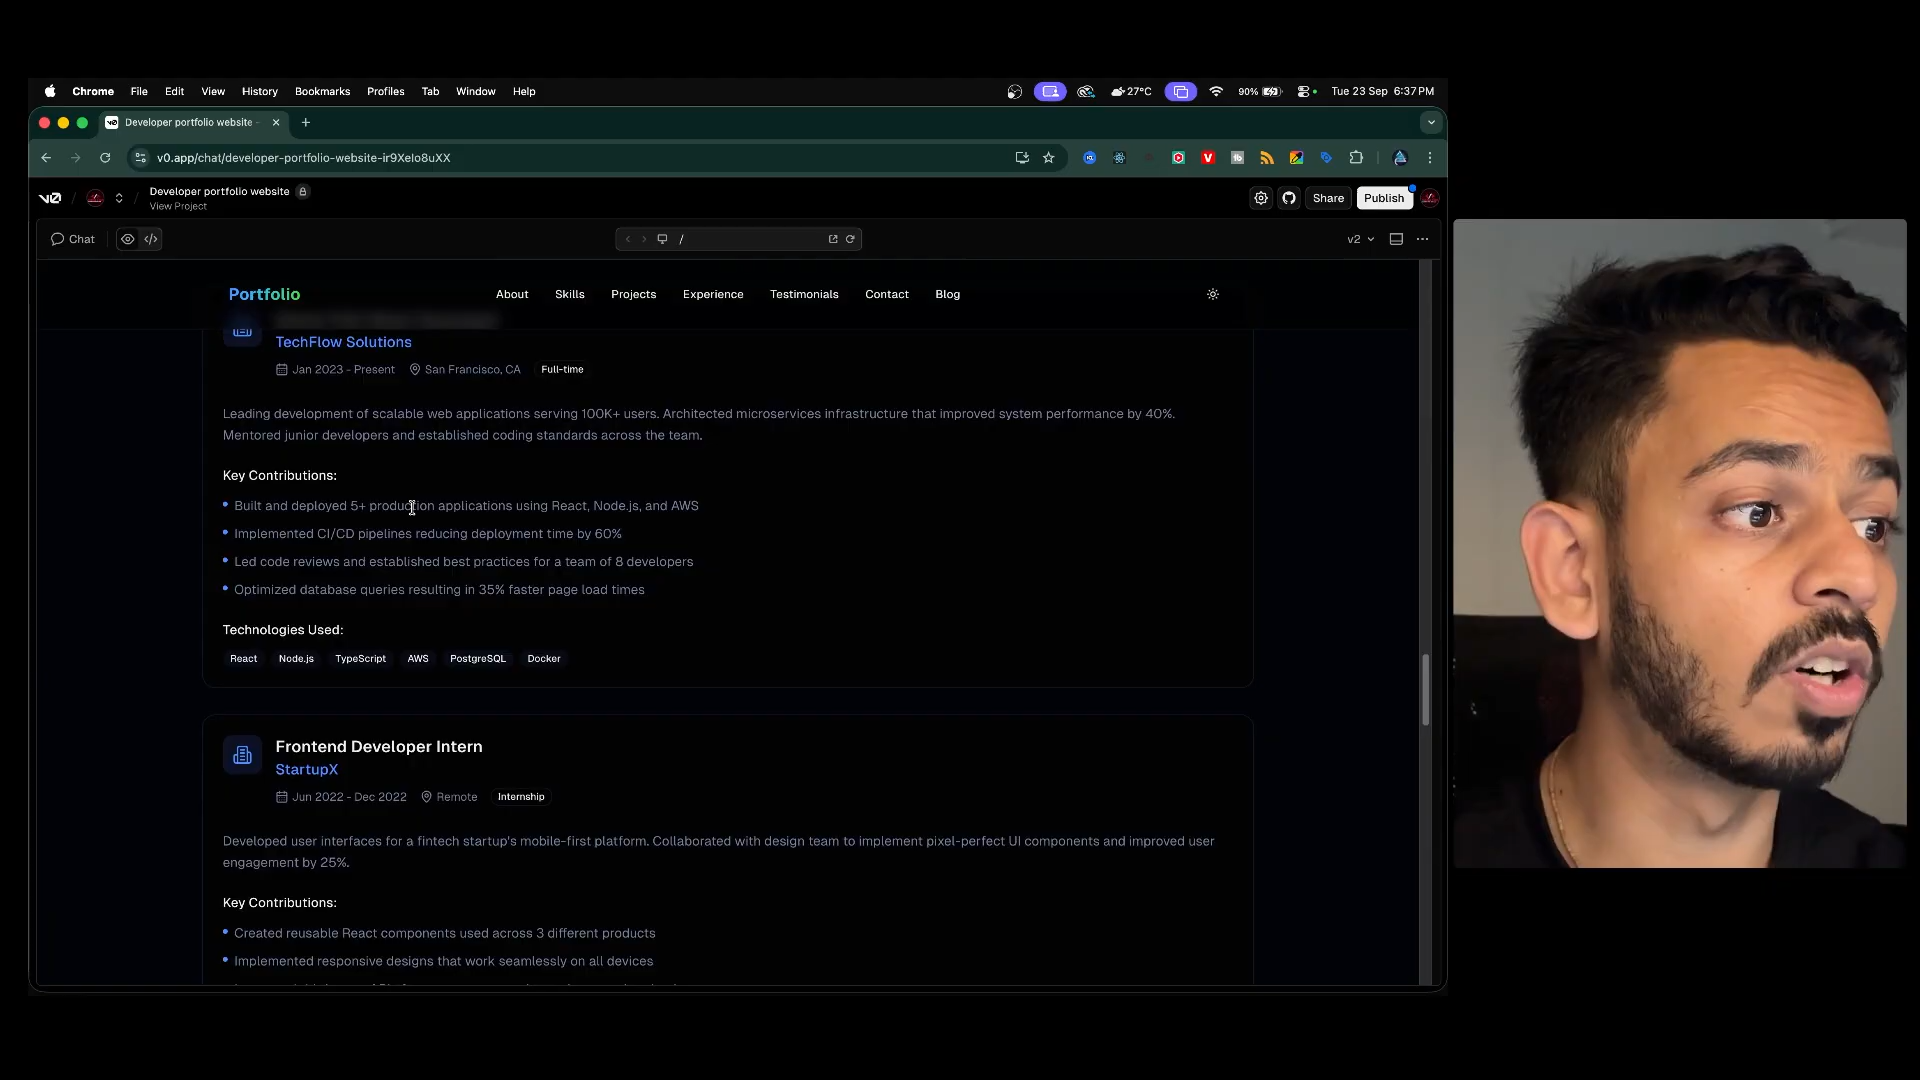 Chrome File Edit View History Bookmarks Profiles Tab Window Help 27°C 90% Tue 23 Sep 6:37 PM
Developer portfolio website -
v0.app/chat/developer-portfolio-website-ir9Xelo8uXX
v0 / / Developer portfolio website Share Publish
View Project
Chat / v2
Portfolio About Skills Projects Experience Testimonials Contact Blog
TechFlow Solutions
Jan 2023 - Present San Francisco, CA Full-time
Leading development of scalable web applications serving 100K+ users. Architected microservices infrastructure that improved system performance by 40%.
Mentored junior developers and established coding standards across the team.
Key Contributions:
Built and deployed 5+ production applications using React, Node.js, and AWS
Implemented CI/CD pipelines reducing deployment time by 60%
Led code reviews and established best practices for a team of 8 developers
Optimized database queries resulting in 35% faster page load times
Technologies Used:
React Node.js TypeScript AWS PostgreSQL Docker
Frontend Developer Intern
StartupX
Jun 2022 - Dec 2022 Remote Internship
Developed user interfaces for a fintech startup's mobile-first platform. Collaborated with design team to implement pixel-perfect UI components and improved user
engagement by 25%.
Key Contributions:
Created reusable React components used across 3 different products
Implemented responsive designs that work seamlessly on all devices